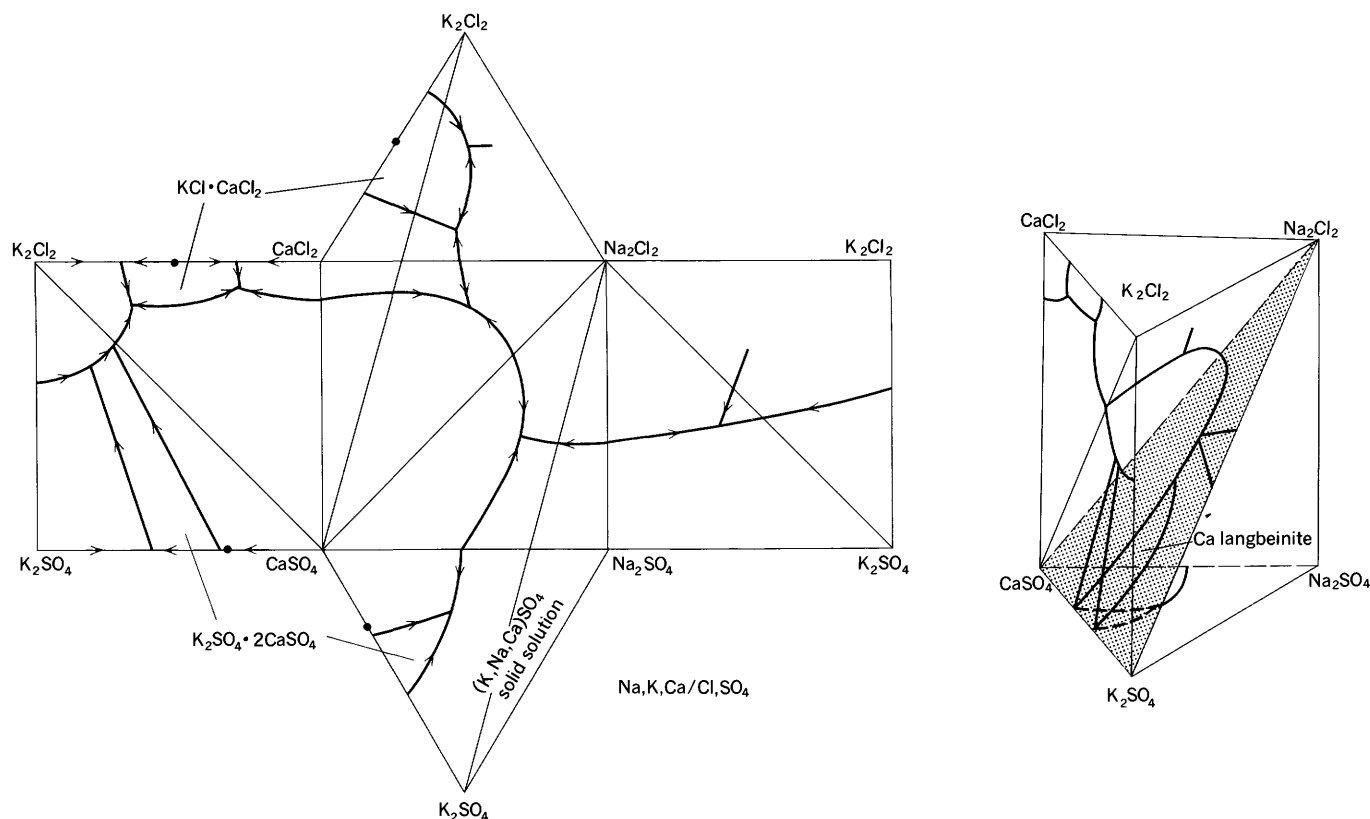 K₂Cl₂
KCl•CaCl₂
K₂Cl₂
CaCl₂
Na₂Cl₂
K₂Cl₂
K₂SO₄
CaSO₄
Na₂SO₄
K₂SO₄
K₂SO₄•2CaSO₄
(K,Na,Ca)SO₄
solid solution
Na,K,Ca/Cl,SO₄
K₂SO₄
CaCl₂
Na₂Cl₂
K₂Cl₂
Ca langbeinite
CaSO₄
Na₂SO₄
K₂SO₄